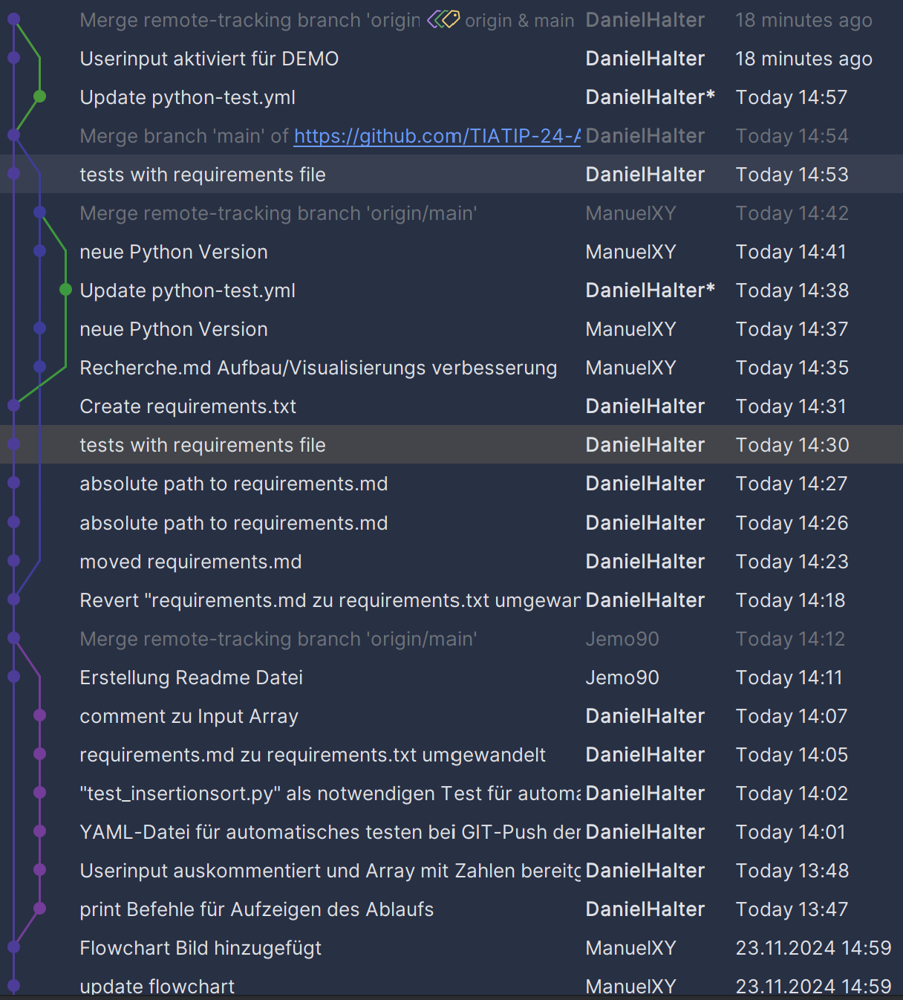 Merge remote-tracking branch 'origin origin & main DanielHalter 18 minutes ago
Userinput aktiviert für DEMO DanielHalter 18 minutes ago
Update python-test.yml DanielHalter* Today 14:57
Merge branch 'main' of https://github.com/TIATIP-24-A DanielHalter Today 14:54
tests with requirements file DanielHalter Today 14:53
Merge remote-tracking branch 'origin/main' ManuelXY Today 14:42
neue Python Version ManuelXY Today 14:41
Update python-test.yml DanielHalter* Today 14:38
neue Python Version ManuelXY Today 14:37
Recherche.md Aufbau/Visualisierungs verbesserung ManuelXY Today 14:35
Create requirements.txt DanielHalter Today 14:31
tests with requirements file DanielHalter Today 14:30
absolute path to requirements.md DanielHalter Today 14:27
absolute path to requirements.md DanielHalter Today 14:26
moved requirements.md DanielHalter Today 14:23
Revert "requirements.md zu requirements.txt umgewan DanielHalter Today 14:18
Merge remote-tracking branch 'origin/main' Jemo90 Today 14:12
Erstellung Readme Datei Jemo90 Today 14:11
comment zu Input Array DanielHalter Today 14:07
requirements.md zu requirements.txt umgewandelt DanielHalter Today 14:05
"test_insertionsort.py" als notwendigen Test für automa DanielHalter Today 14:02
YAML-Datei für automatisches testen bei GIT-Push der DanielHalter Today 14:01
Userinput auskommentiert und Array mit Zahlen bereitg DanielHalter Today 13:48
print Befehle für Aufzeigen des Ablaufs DanielHalter Today 13:47
Flowchart Bild hinzugefügt ManuelXY 23.11.2024 14:59
update flowchart ManuelXY 23.11.2024 14:59